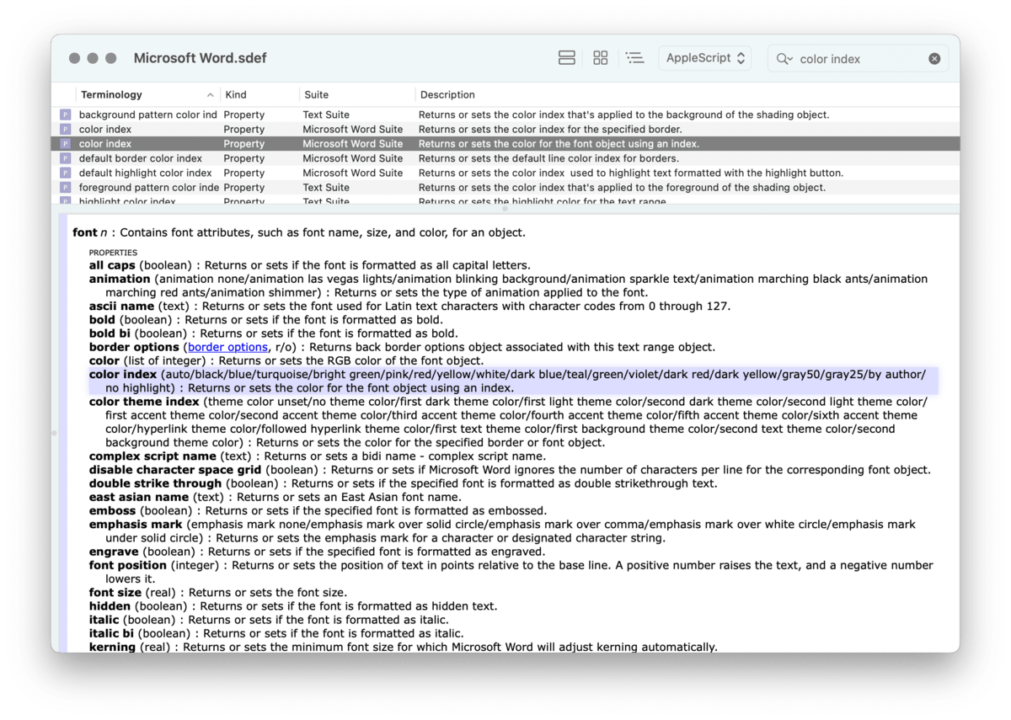 Microsoft Word.sdef
AppleScript
color index
Terminology Kind Suite Description
P background pattern color ind Property Text Suite Returns or sets the color index that's applied to the background of the shading object.
P color index Property Microsoft Word Suite Returns or sets the color index for the specified border.
P color index Property Microsoft Word Suite Returns or sets the color for the font object using an index.
P default border color index Property Microsoft Word Suite Returns or sets the default line color index for borders.
P default highlight color index Property Microsoft Word Suite Returns or sets the color index used to highlight text formatted with the highlight button.
P foreground pattern color inde Property Text Suite Returns or sets the color index that's applied to the foreground of the shading object.
P highlight color index Property Text Suite Returns or sets the highlight color for the text range.
font n : Contains font attributes, such as font name, size, and color, for an object.
PROPERTIES
all caps (boolean) : Returns or sets if the font is formatted as all capital letters.
animation (animation none/animation las vegas lights/animation blinking background/animation sparkle text/animation marching black ants/animation
marching red ants/animation shimmer) : Returns or sets the type of animation applied to the font.
ascii name (text) : Returns or sets the font used for Latin text characters with character codes from 0 through 127.
bold (boolean) : Returns or sets if the font is formatted as bold.
bold bi (boolean) : Returns or sets if the font is formatted as bold.
border options (border options, r/o) : Returns back border options object associated with this text range object.
color (list of integer) : Returns or sets the RGB color of the font object.
color index (auto/black/blue/turquoise/bright green/pink/red/yellow/white/dark blue/teal/green/violet/dark red/dark yellow/gray50/gray25/by author/
no highlight) : Returns or sets the color for the font object using an index.
color theme index (theme color unset/no theme color/first dark theme color/first light theme color/second dark theme color/second light theme color/
first accent theme color/second accent theme color/third accent theme color/fourth accent theme color/fifth accent theme color/sixth accent theme
color/hyperlink theme color/followed hyperlink theme color/first text theme color/first background theme color/second text theme color/second
background theme color) : Returns or sets the color for the specified border or font object.
complex script name (text) : Returns or sets a bidi name - complex script name.
disable character space grid (boolean) : Returns or sets if Microsoft Word ignores the number of characters per line for the corresponding font object.
double strike through (boolean) : Returns or sets if the specified font is formatted as double strikethrough text.
east asian name (text) : Returns or sets an East Asian font name.
emboss (boolean) : Returns or sets if the specified font is formatted as embossed.
emphasis mark (emphasis mark none/emphasis mark over solid circle/emphasis mark over comma/emphasis mark over white circle/emphasis mark
under solid circle) : Returns or sets the emphasis mark for a character or designated character string.
engrave (boolean) : Returns or sets if the specified font is formatted as engraved.
font position (integer) : Returns or sets the position of text in points relative to the base line. A positive number raises the text, and a negative number
lowers it.
font size (real) : Returns or sets the font size.
hidden (boolean) : Returns or sets if the font is formatted as hidden text.
italic (boolean) : Returns or sets if the font is formatted as italic.
italic bi (boolean) : Returns or sets if the font is formatted as italic.
kerning (real) : Returns or sets the minimum font size for which Microsoft Word will adjust kerning automatically.